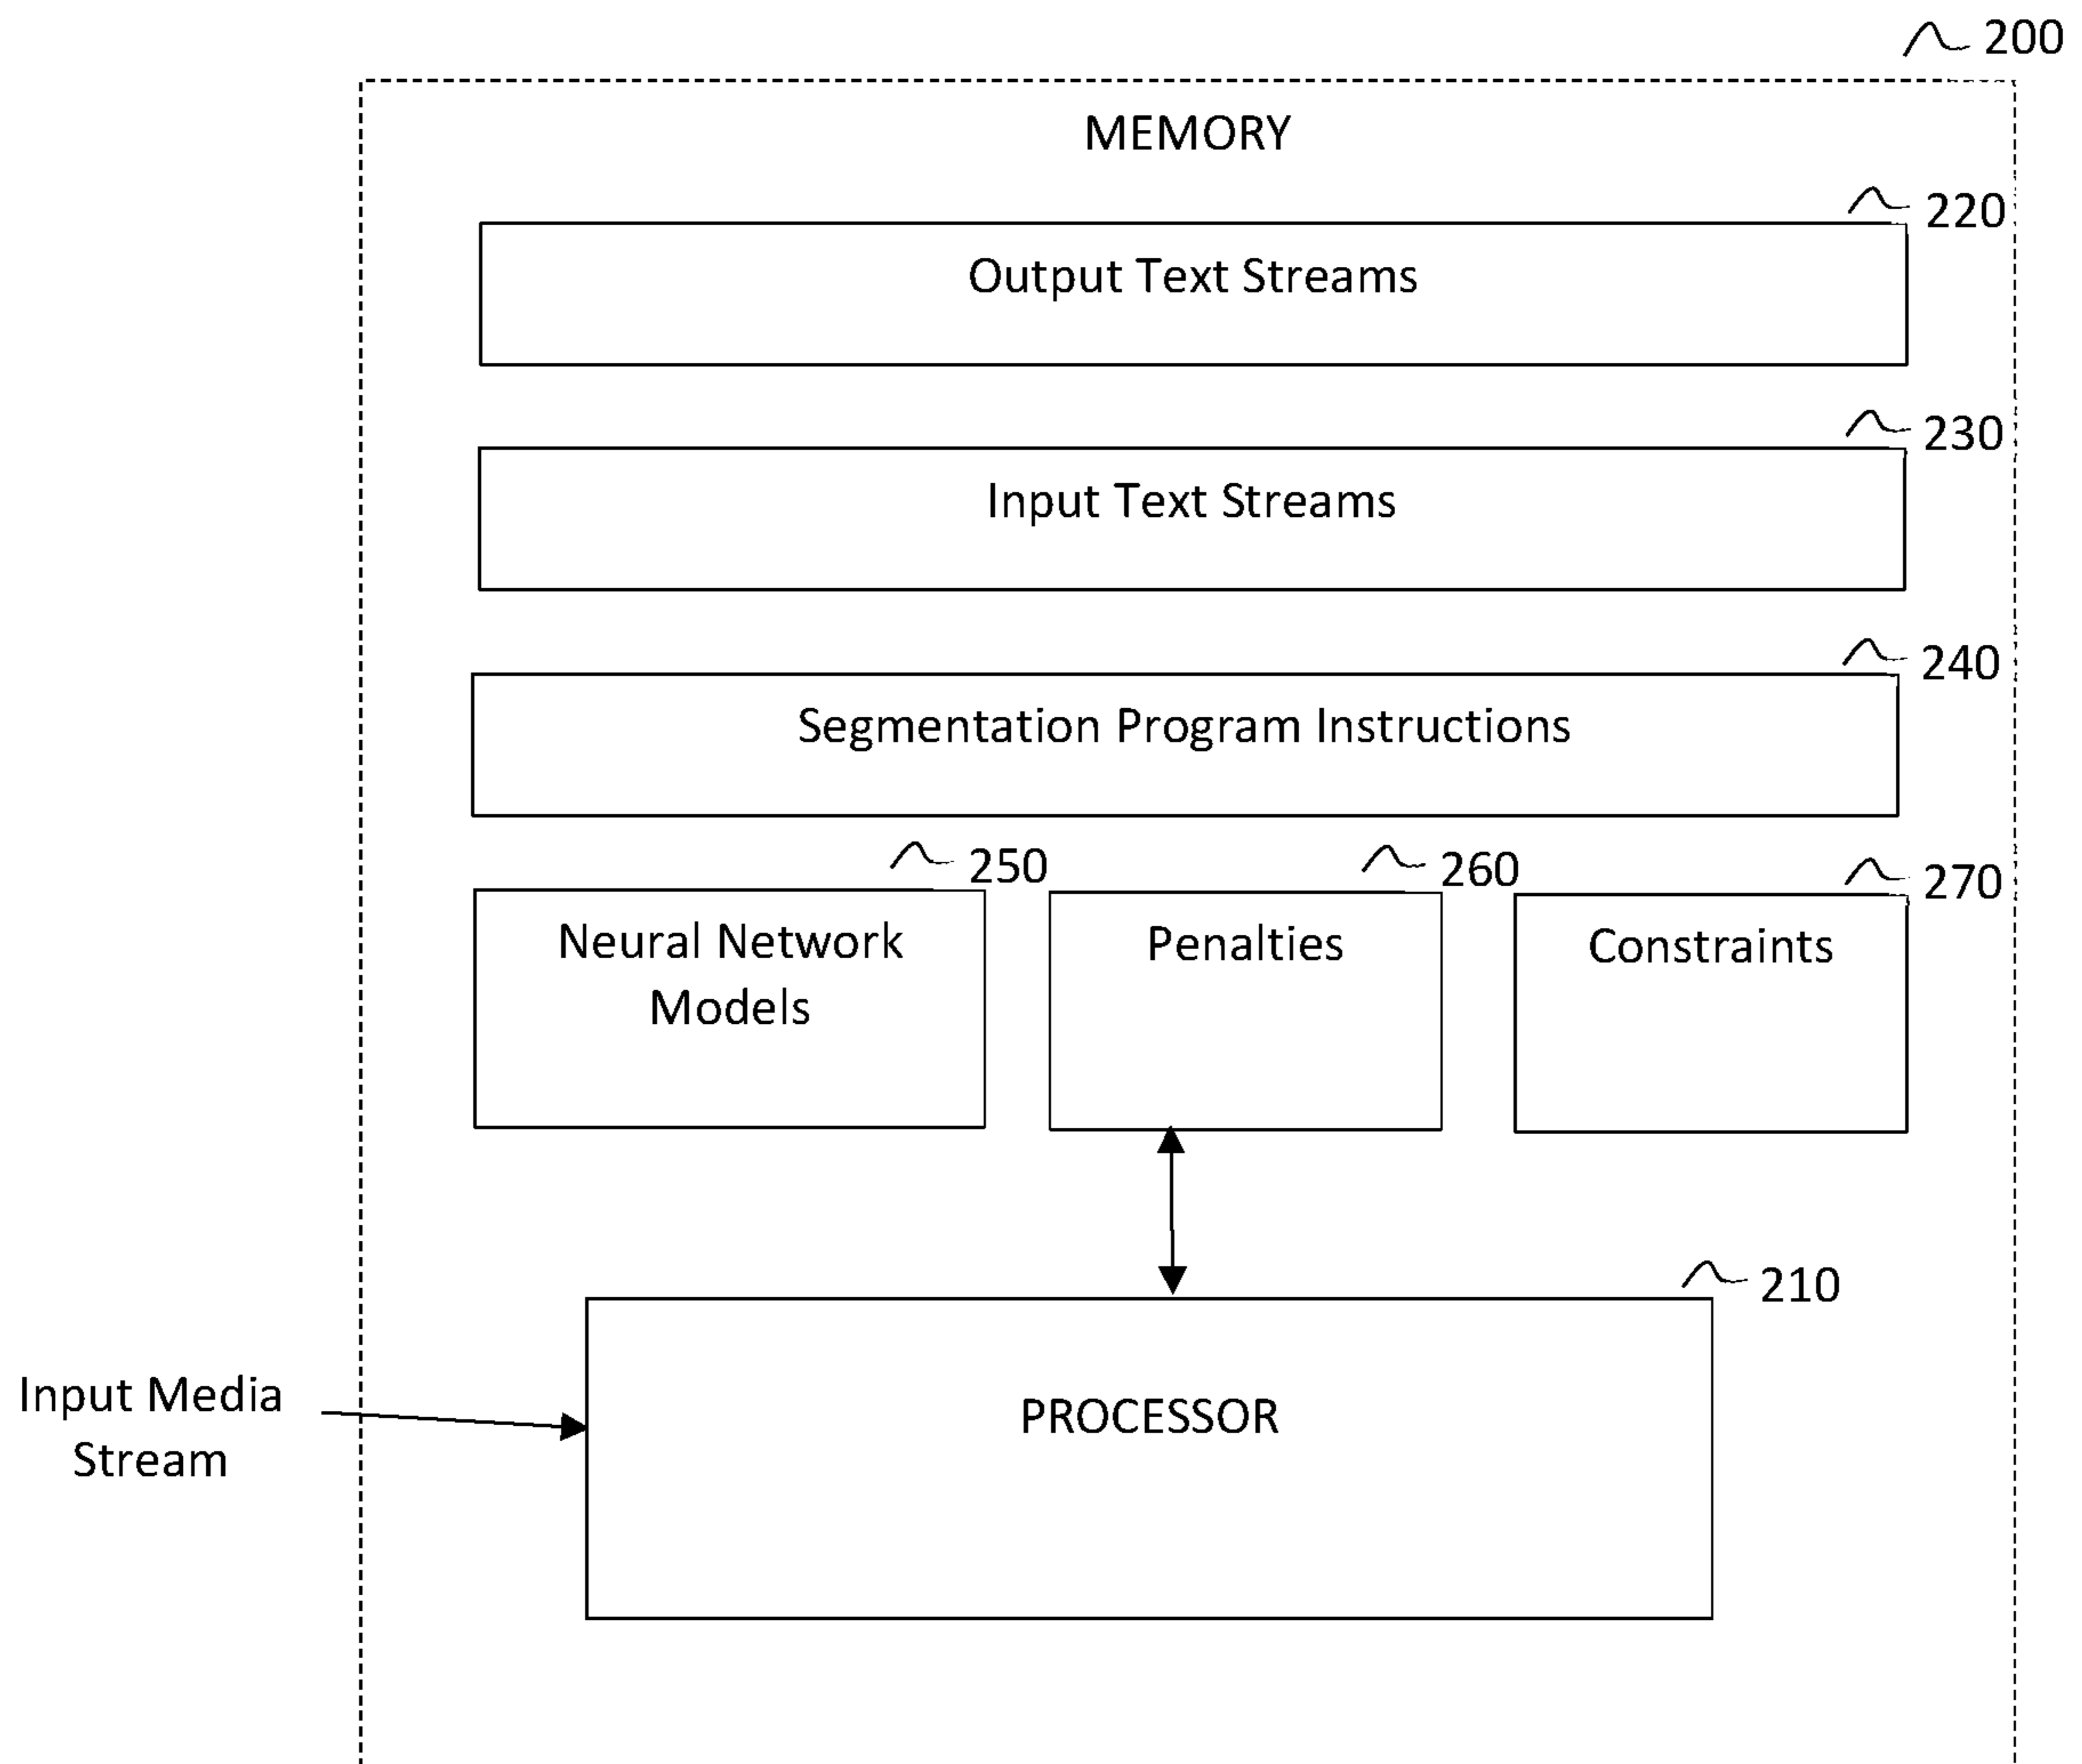 200
MEMORY
220
Output Text Streams
230
Input Text Streams
240
Segmentation Program Instructions
250
260
270
Neural Network
Models
Penalties
Constraints
210
PROCESSOR
Input Media
Stream